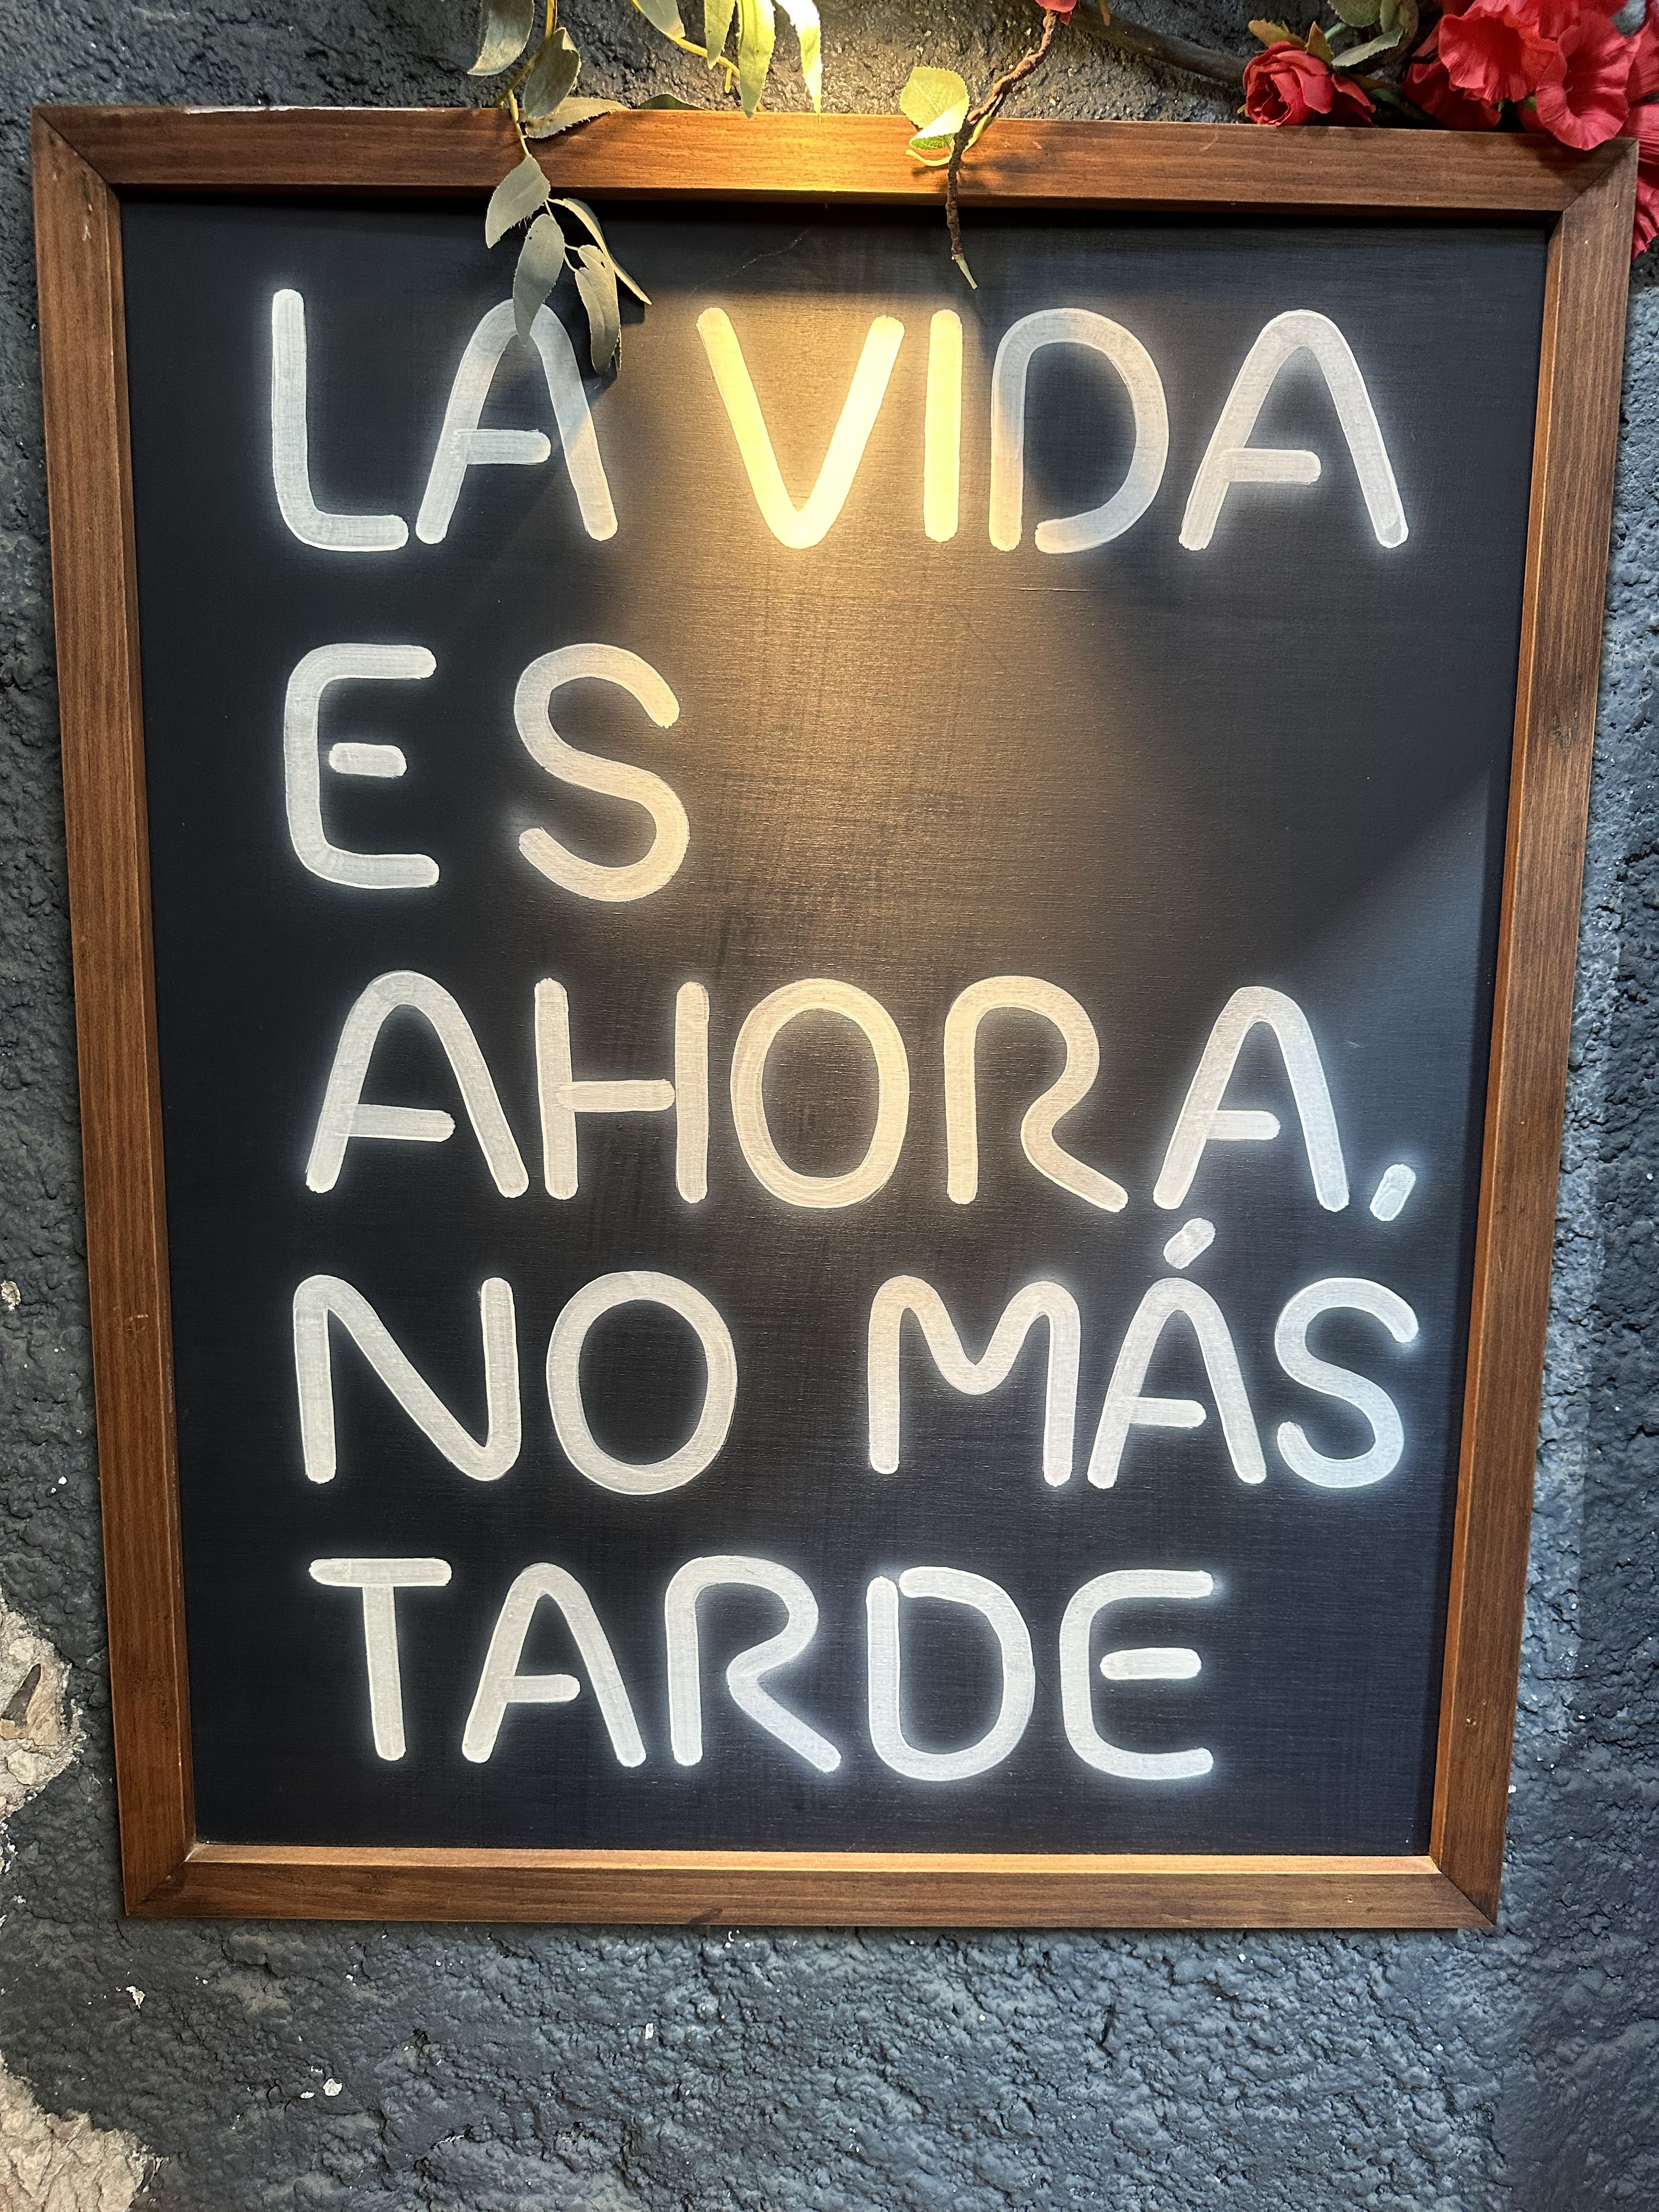 LA VIDA
ES
AHORA,
NO MÁS
TARDE